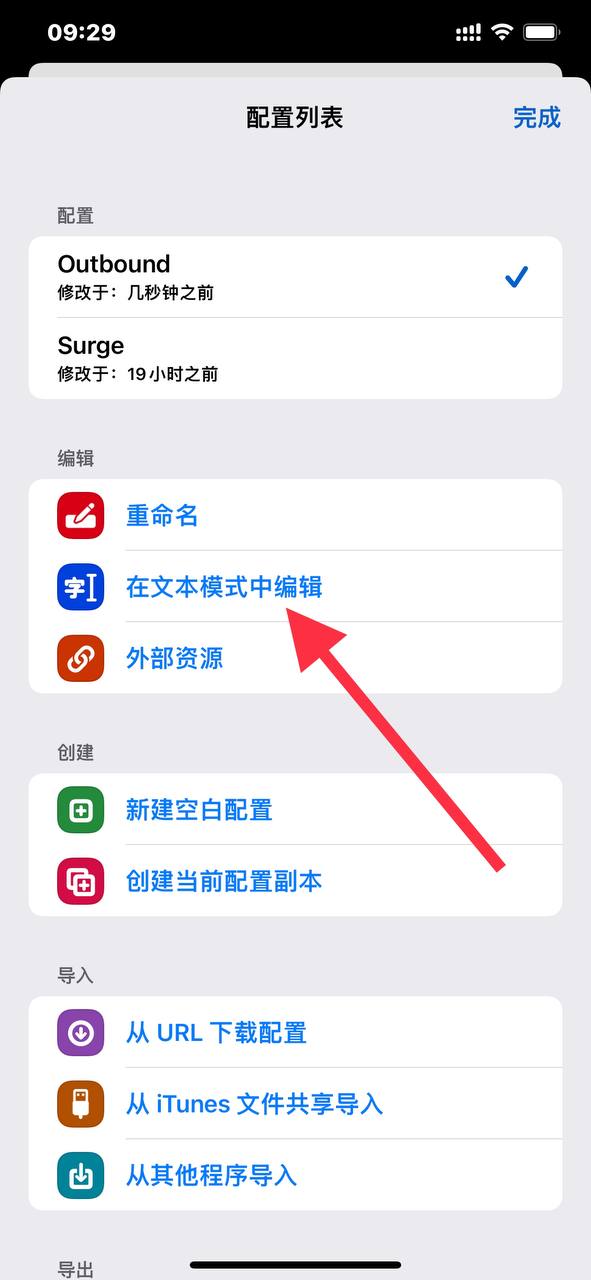 09:29
配置列表
完成
配置
Outbound
修改于：几秒钟之前
Surge
修改于：19 小时之前
编辑
重命名
字
在文本模式中编辑
外部资源
创建
新建空白配置
创建当前配置副本
导入
从 URL 下载配置
从 iTunes 文件共享导入
从其他程序导入
导出